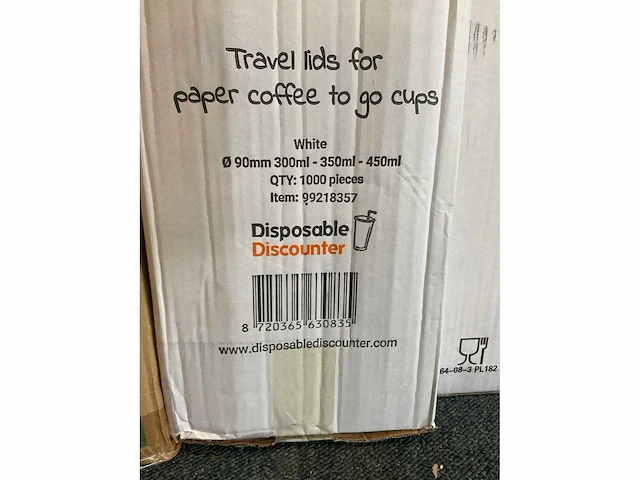 Travel lids for
paper coffee to go cups
White
Ø 90mm 300ml - 350ml - 450ml
QTY: 1000 pieces
Item: 99218357
Disposable
Discounter
8 720365 630835
www.disposablediscounter.com
64-08-3 PL182